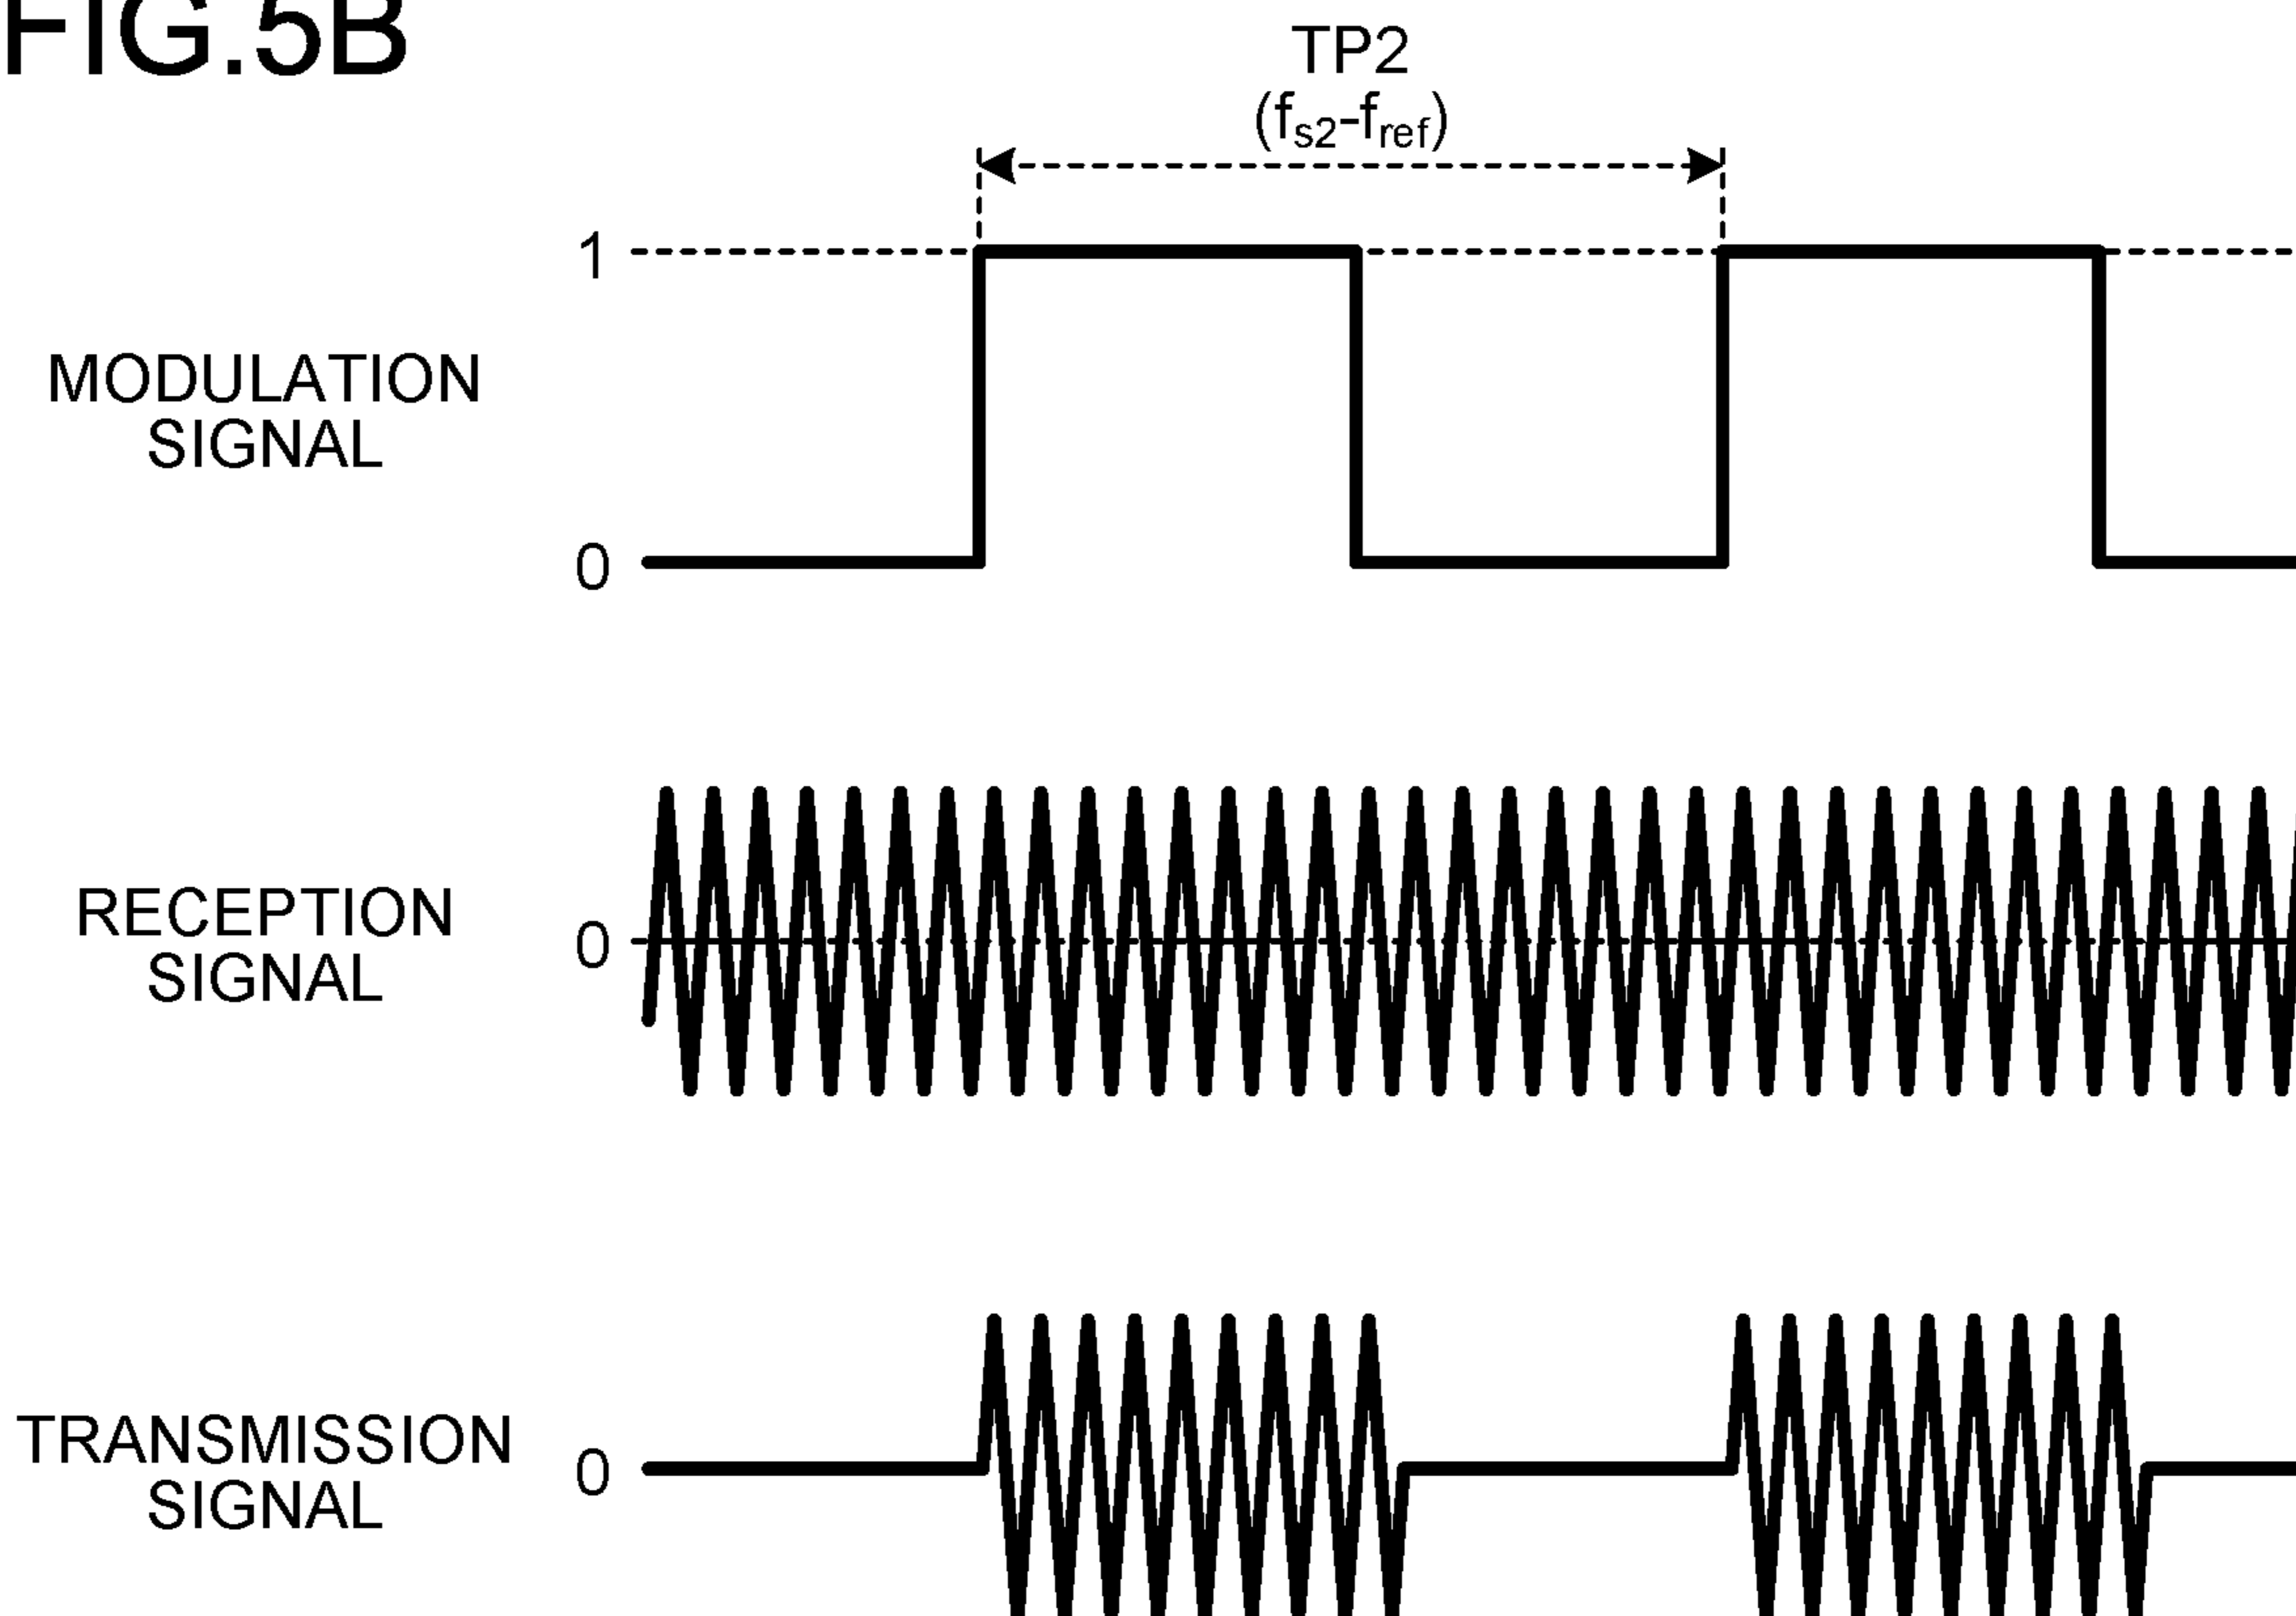 FIG.5B
TP2
(fs2-fref)
1
MODULATION
SIGNAL
0
RECEPTION
SIGNAL
0
TRANSMISSION
SIGNAL
0